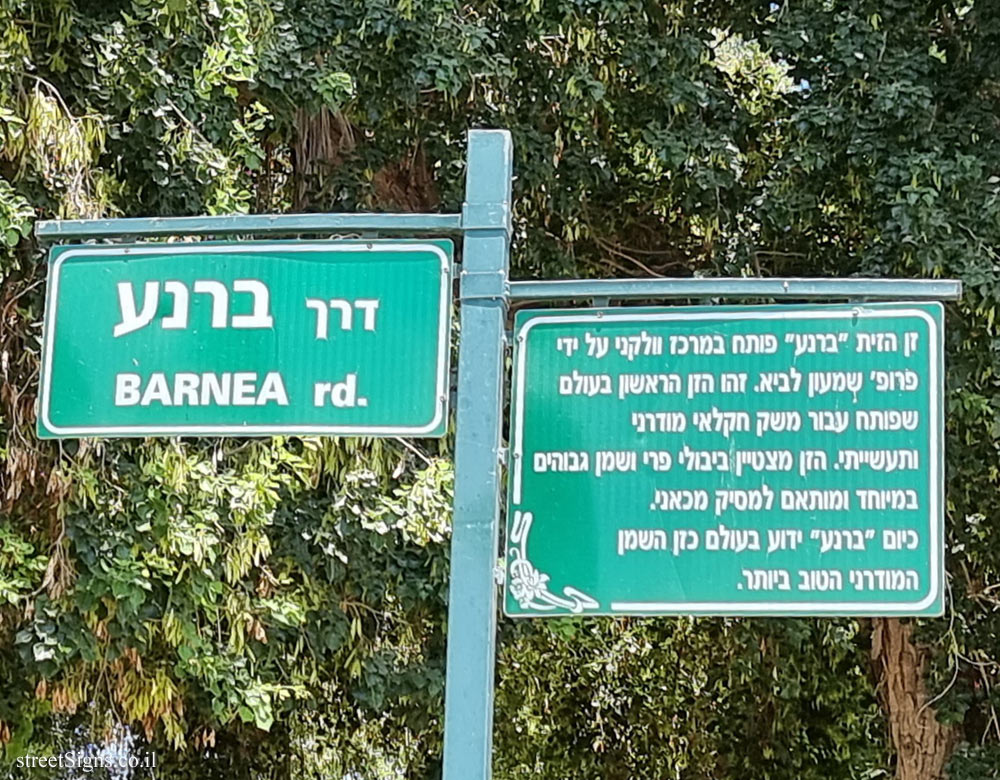 דרך ברנע
BARNEA rd.
זן הזית "ברנע" פותח במרכז וולקני על ידי
פרופ' שמעון לביא. זהו הזן הראשון בעולם
שפותח עבור משק חקלאי מודרני
ותעשייתי. הזן מצטיין ביבולי פרי ושמן גבוהים
במיוחד ומותאם למסיק מכאני.
כיום "ברנע" ידוע בעולם כזן השמן
המודרני הטוב ביותר.
streetSigns.co.il